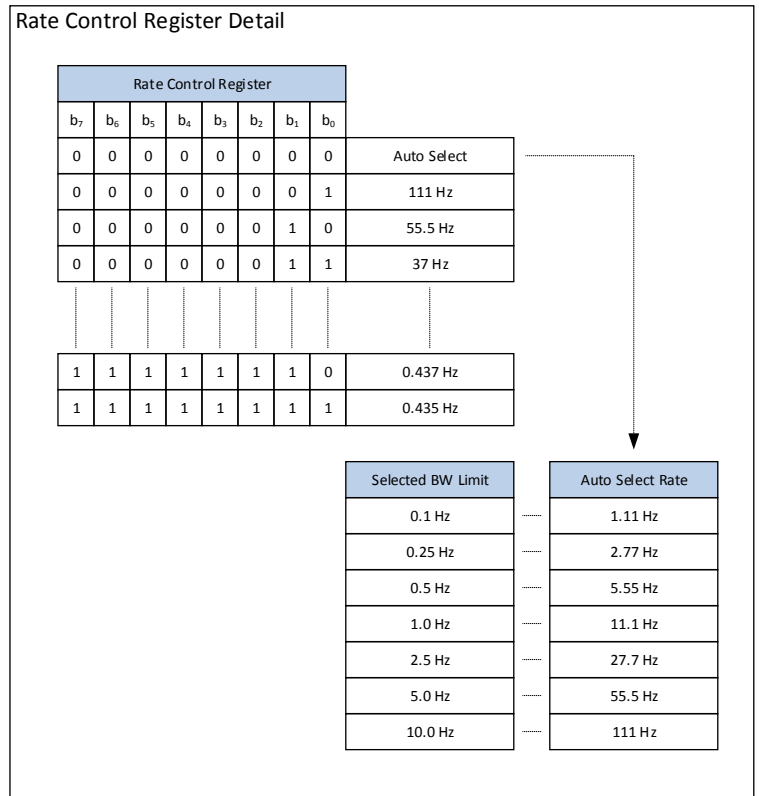 Rate Control Register Detail
Rate Control Register
b₇ b₆ b₅ b₄ b₃ b₂ b₁ b₀
0 0 0 0 0 0 0 0 Auto Select
0 0 0 0 0 0 0 1 111 Hz
0 0 0 0 0 0 1 0 55.5 Hz
0 0 0 0 0 0 1 1 37 Hz
1 1 1 1 1 1 1 0 0.437 Hz
1 1 1 1 1 1 1 1 0.435 Hz
Selected BW Limit Auto Select Rate
0.1 Hz 1.11 Hz
0.25 Hz 2.77 Hz
0.5 Hz 5.55 Hz
1.0 Hz 11.1 Hz
2.5 Hz 27.7 Hz
5.0 Hz 55.5 Hz
10.0 Hz 111 Hz